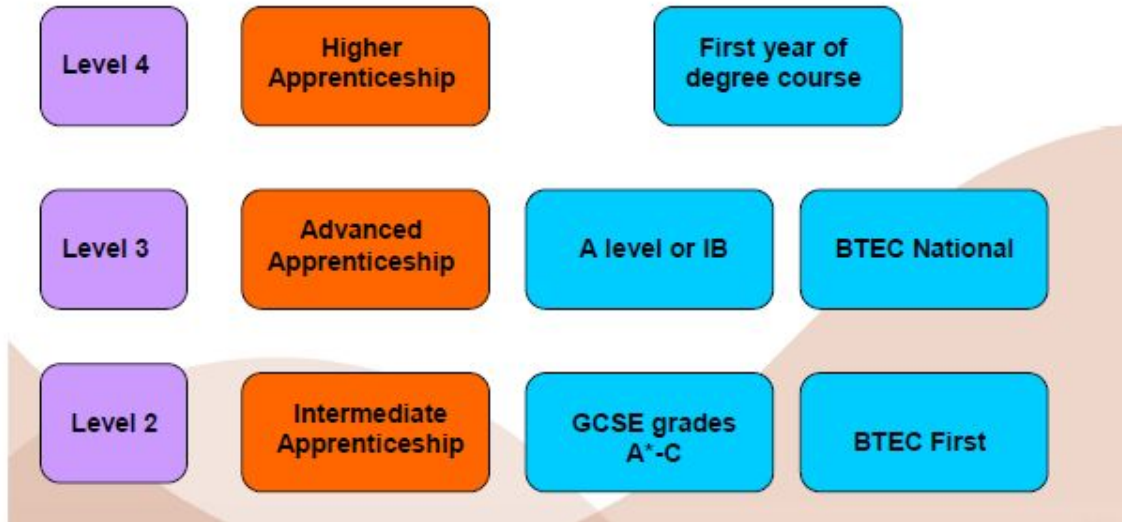 Level 4
Higher
Apprenticeship
First year of
degree course
Level 3
Advanced
Apprenticeship
A level or IB
BTEC National
Level 2
Intermediate
Apprenticeship
GCSE grades
A*-C
BTEC First